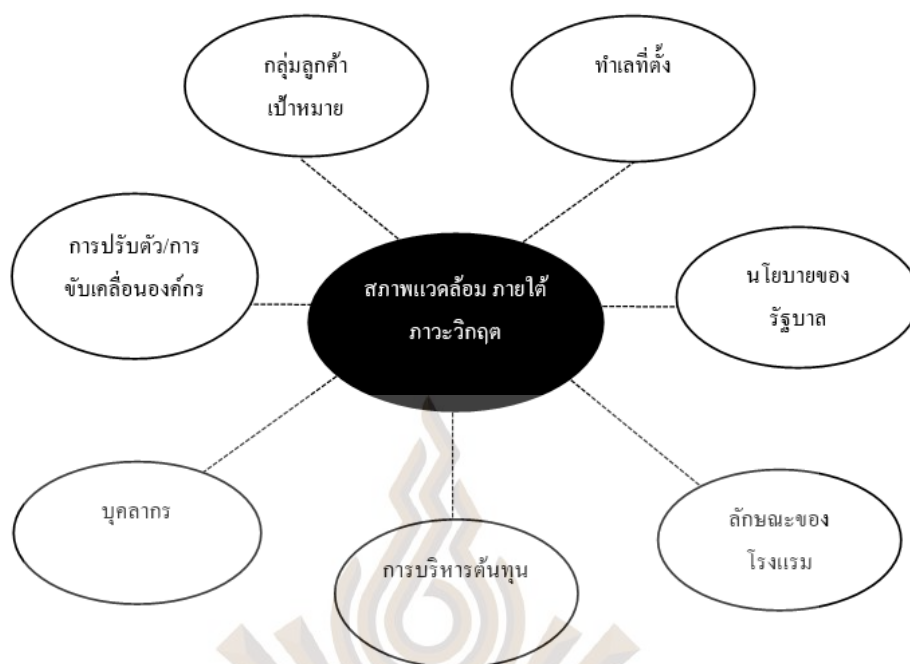 กลุ่มลูกค้า
เป้าหมาย
ทำเลที่ตั้ง
การปรับตัว/การ
ขับเคลื่อนองค์กร
สภาพแวดล้อม ภายใต้
ภาวะวิกฤต
นโยบายของ
รัฐบาล
บุคลากร
การบริหารต้นทุน
ลักษณะของ
โรงแรม